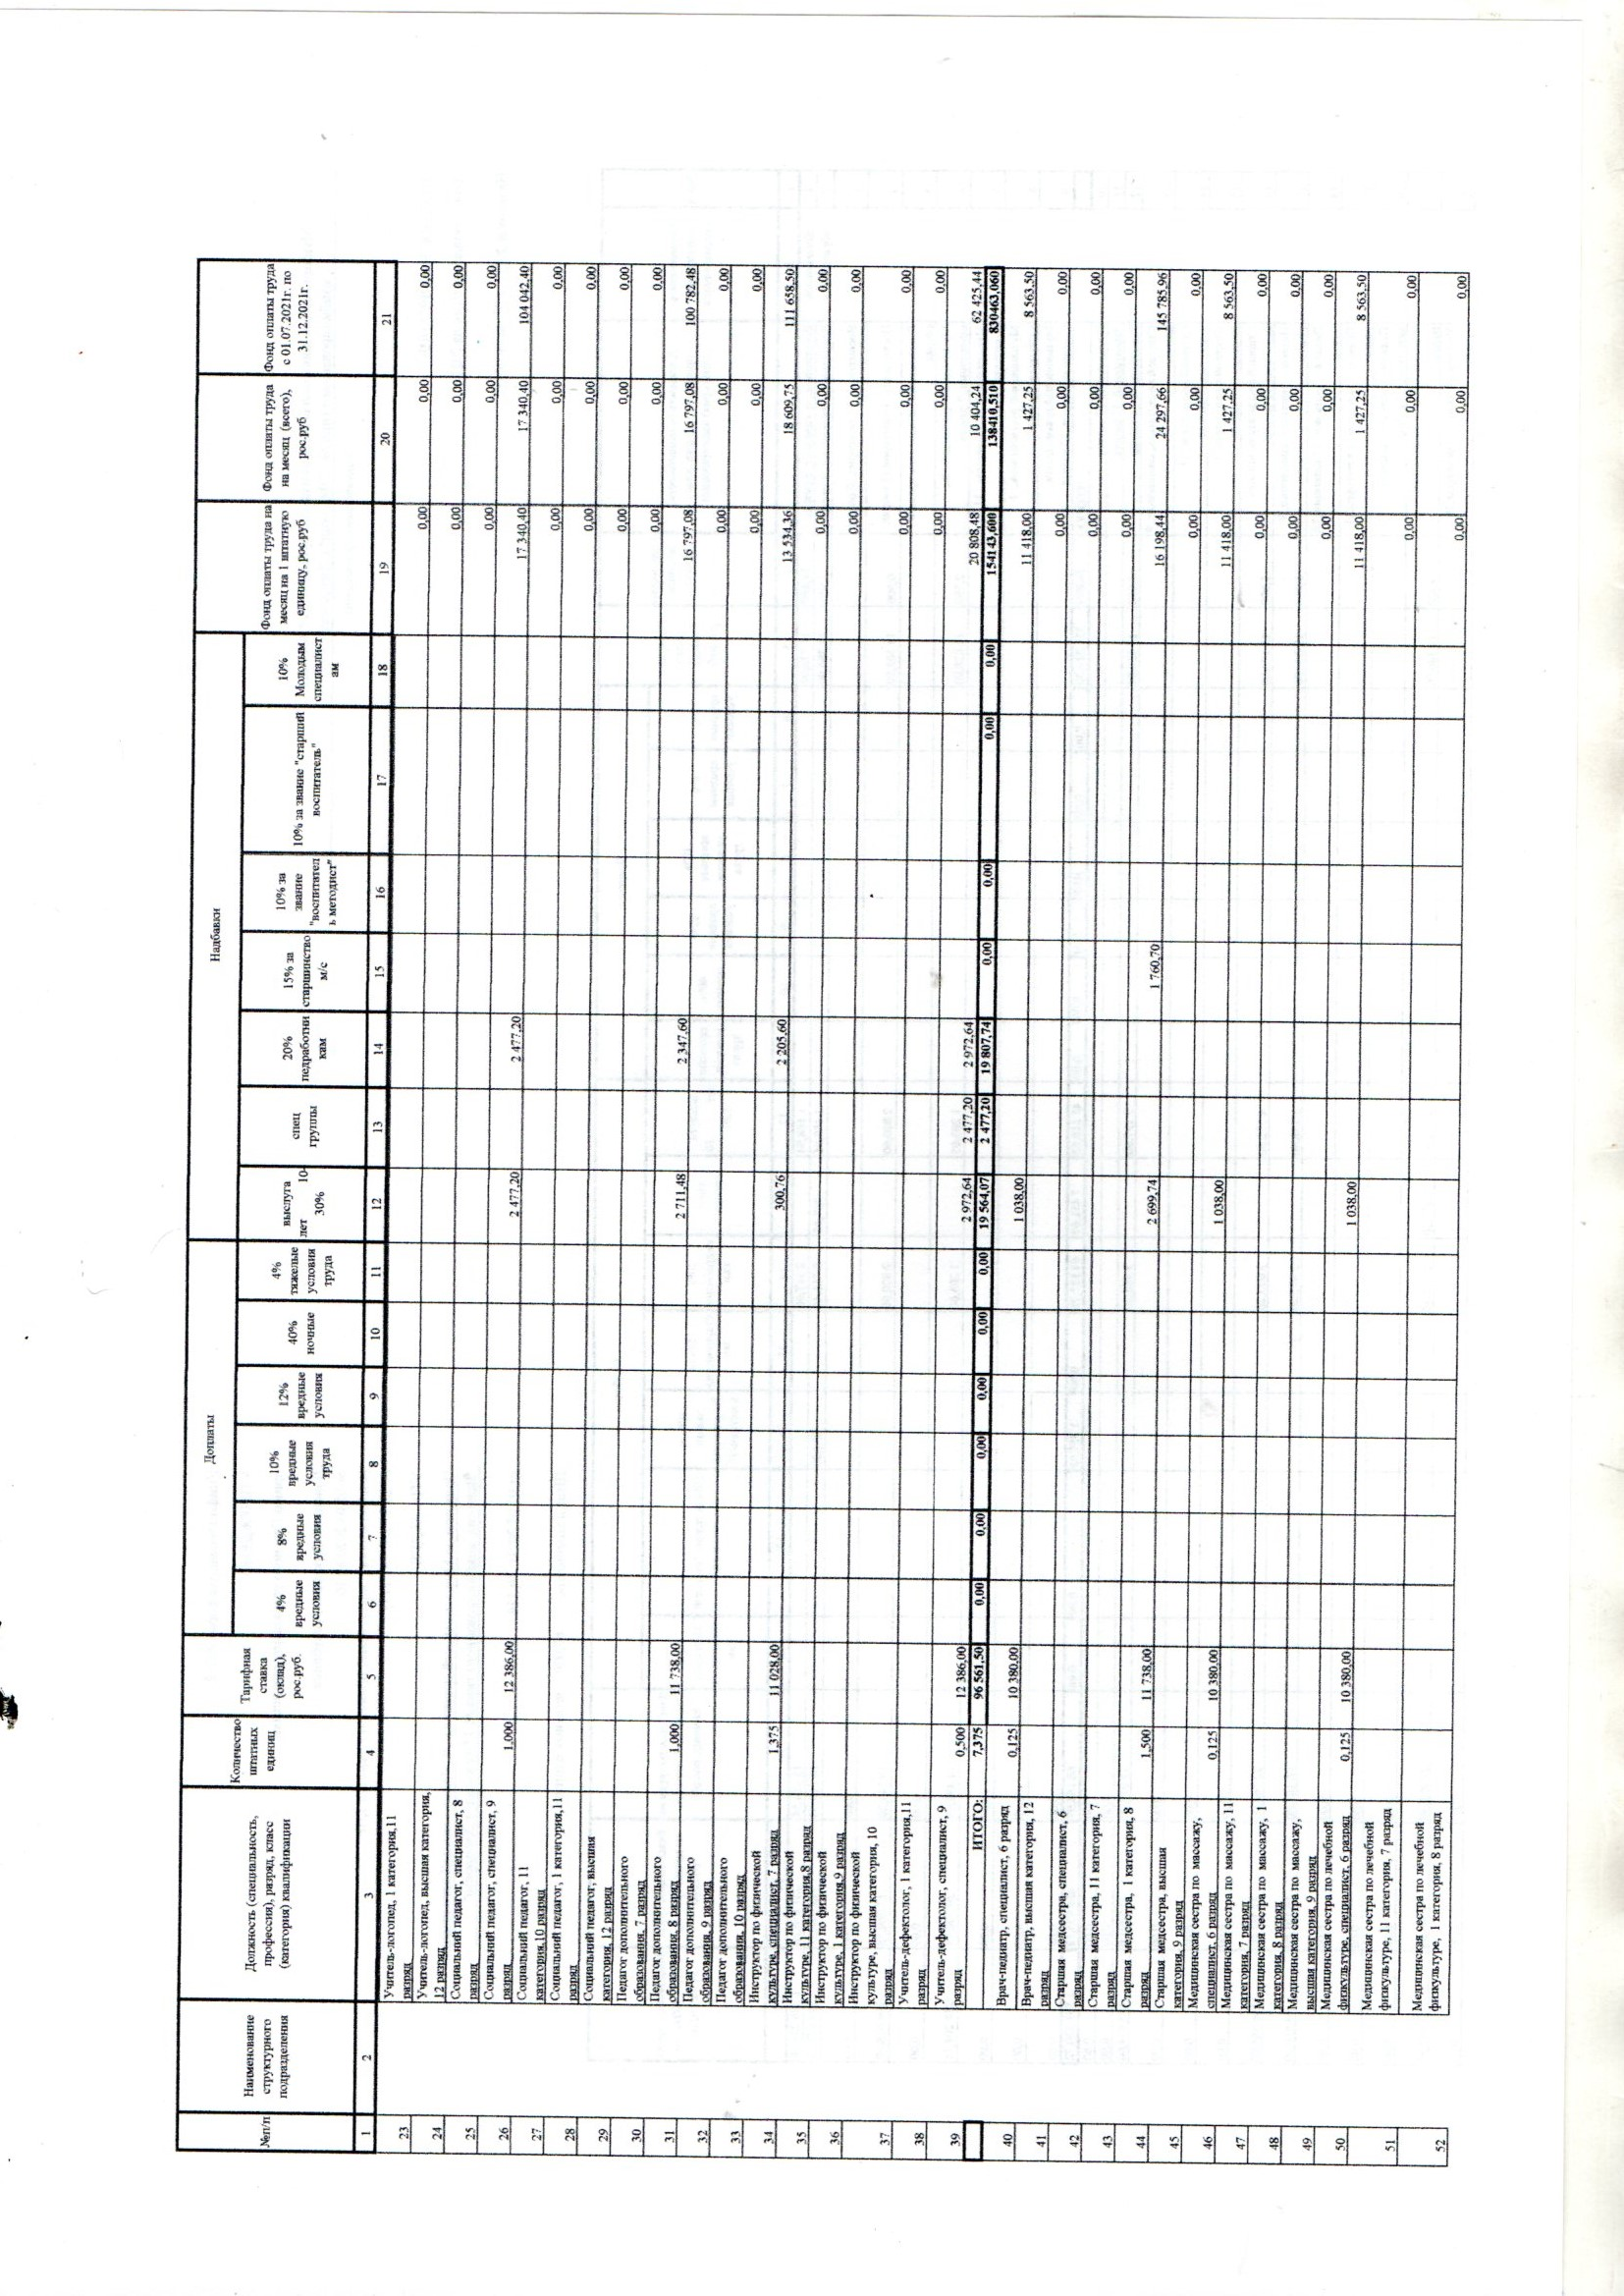 Доплаты
Надбавки
№п/п
Наименование структурного подразделения
Должность (специальность, профессия), разряд, класс (категория) квалификации
Количество штатных единиц
Тарифная ставка (оклад), рос.руб.
4% вредные условия
8% вредные условия
10% вредные условия труда
12% вредные условия
40% ночные
4% тяжелые условия труда
выслуга лет 10-30%
спец группы
20% педработникам
15% за старшинство м/с
10% за звание "воспитатель методист"
10% за звание "старший воспитатель"
10% Молодым специалистам
Фонд оплаты труда на месяц на 1 штатную единицу, рос.руб
Фонд оплаты труда на месяц (всего), рос.руб
Фонд оплаты труда с 01.07.2021г. по 31.12.2021г.
1 2 3 4 5 6 7 8 9 10 11 12 13 14 15 16 17 18 19 20 21
23 Учитель-логопед, 1 категория,11 разряд 0,00 0,00 0,00
24 Учитель-логопед, высшая категория, 12 разряд 0,00 0,00 0,00
25 Социальный педагог, специалист, 8 разряд 0,00 0,00 0,00
26 Социальный педагог, специалист, 9 разряд 1,000 12 386,00 2 477,20 2 477,20 17 340,40 17 340,40 104 042,40
27 Социальный педагог, 11 категория,10 разряд 0,00 0,00 0,00
28 Социальный педагог, 1 категория,11 разряд 0,00 0,00 0,00
29 Социальний педагог, высшая категория, 12 разряд 0,00 0,00 0,00
30 Педагог дополнительного образования, 7 разряд 0,00 0,00 0,00
31 Педагог дополнительного образования, 8 разряд 1,000 11 738,00 2 711,48 2 347,60 16 797,08 16 797,08 100 782,48
32 Педагог дополнительного образования, 9 разряд 0,00 0,00 0,00
33 Педагог дополнительного образования, 10 разряд 0,00 0,00 0,00
34 Инструктор по физической культуре, специалист, 7 разряд 1,375 11 028,00 300,76 2 205,60 13 534,36 18 609,75 111 658,50
35 Инструктор по физической культуре, 11 категория,8 разряд 0,00 0,00 0,00
36 Инструктор по физической культуре, 1 категория,9 разряд 0,00 0,00 0,00
37 Инструктор по физической культуре, высшая категория, 10 разряд 0,00 0,00 0,00
38 Учитель-дефектолог, 1 категория,11 разряд 0,00 0,00 0,00
39 Учитель-дефектолог, специалист, 9 разряд 0,500 12 386,00 2 972,64 2 477,20 2 972,64 20 808,48 10 404,24 62 425,44
ИТОГО: 7,375 96 561,50 0,00 0,00 0,00 0,00 0,00 0,00 19 564,07 2 477,20 19 807,74 0,00 0,00 0,00 0,00 154143,600 138410,510 830463,060
40 Врач-педиатр, специалист, 6 разряд 0,125 10 380,00 1 038,00 11 418,00 1 427,25 8 563,50
41 Врач-педиатр, высшая категория, 12 разряд 0,00 0,00 0,00
42 Старшая медсестра, специалист, 6 разряд 0,00 0,00 0,00
43 Старшая медсестра, 11 категория, 7 разряд 0,00 0,00 0,00
44 Старшая медсестра, 1 категория, 8 разряд 1,500 11 738,00 2 699,74 1 760,70 16 198,44 24 297,66 145 785,96
45 Старшая медсестра, высшая категория, 9 разряд 0,00 0,00 0,00
46 Медицинская сестра по массажу, специалист, 6 разряд 0,125 10 380,00 1 038,00 11 418,00 1 427,25 8 563,50
47 Медицинская сестра по массажу, 11 категория, 7 разряд 0,00 0,00 0,00
48 Медицинская сестра по массажу, 1 категория, 8 разряд 0,00 0,00 0,00
49 Медицинская сестра по массажу, высшая категория, 9 разряд 0,00 0,00 0,00
50 Медицинская сестра по лечебной физкультуре, специалист, 6 разряд 0,125 10 380,00 1 038,00 11 418,00 1 427,25 8 563,50
51 Медицинская сестра по лечебной физкультуре, 11 категория, 7 разряд 0,00 0,00 0,00
52 Медицинская сестра по лечебной физкультуре, 1 категория, 8 разряд 0,00 0,00 0,00